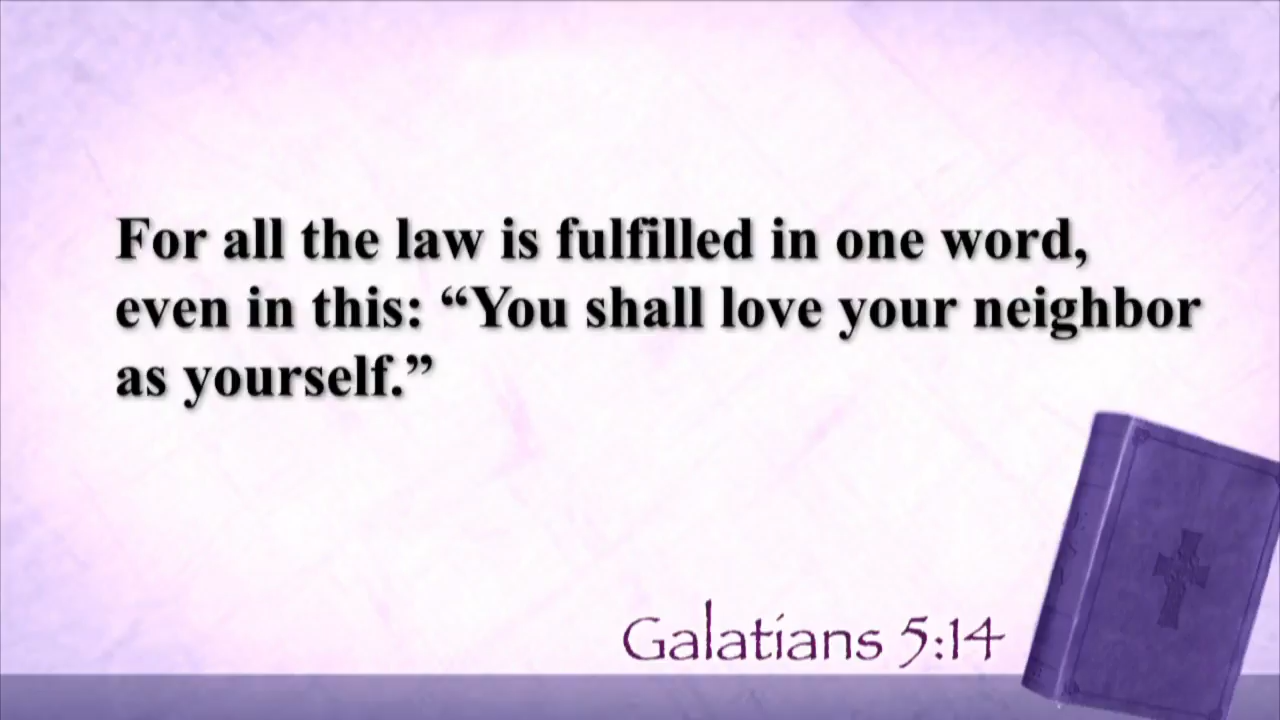 For all the law is fulfilled in one word,
even in this: “You shall love your neighbor
as yourself.”
Galatians 5:14